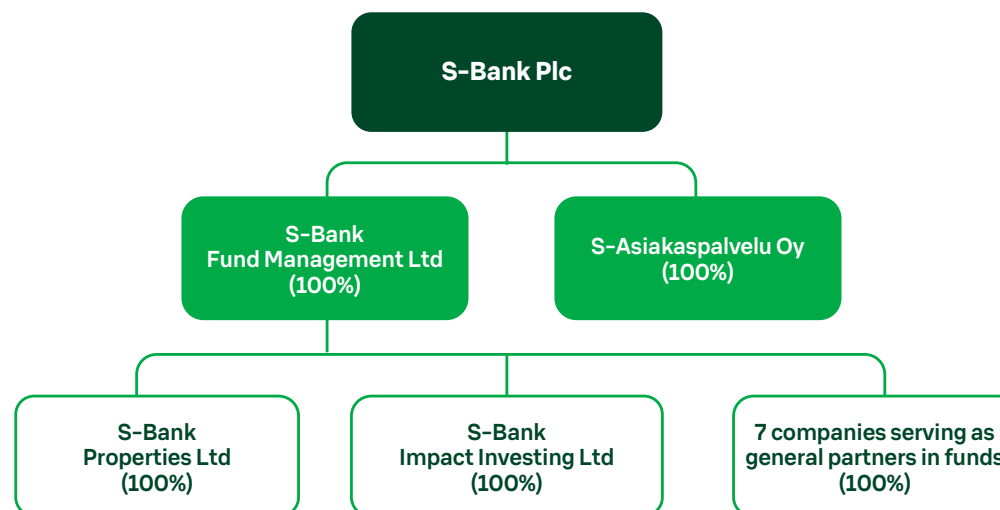 S-Bank Plc
S-Bank
Fund Management Ltd
(100%)
S-Asiakaspalvelu Oy
(100%)
S-Bank
Properties Ltd
(100%)
S-Bank
Impact Investing Ltd
(100%)
7 companies serving as
general partners in funds
(100%)